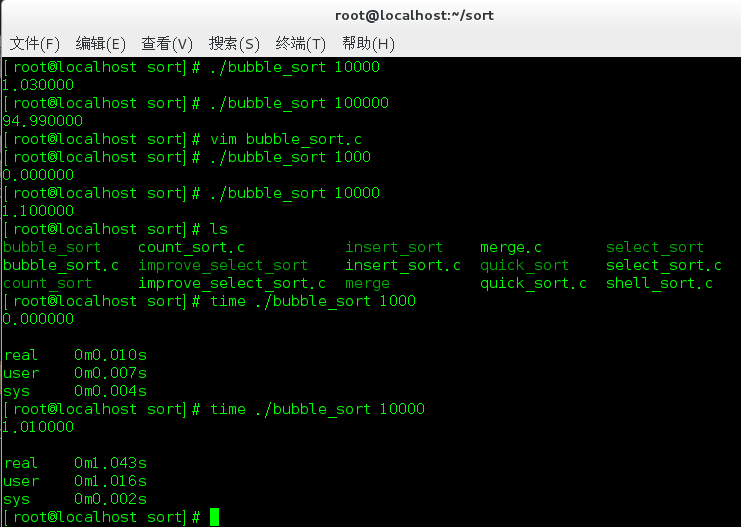 root@localhost:~/sort
文件(F) 编辑(E) 查看(V) 搜索(S) 终端(T) 帮助(H)
[root@localhost sort]# ./bubble_sort 10000
1.030000
[root@localhost sort]# ./bubble_sort 100000
94.990000
[root@localhost sort]# vim bubble_sort.c
[root@localhost sort]# ./bubble_sort 1000
0.000000
[root@localhost sort]# ./bubble_sort 10000
1.100000
[root@localhost sort]# ls
bubble_sort count_sort.c insert_sort merge.c select_sort
bubble_sort.c improve_select_sort insert_sort.c quick_sort select_sort.c
count_sort improve_select_sort.c merge quick_sort.c shell_sort.c
[root@localhost sort]# time ./bubble_sort 1000
0.000000
real 0m0.010s
user 0m0.007s
sys 0m0.004s
[root@localhost sort]# time ./bubble_sort 10000
1.010000
real 0m1.043s
user 0m1.016s
sys 0m0.002s
[root@localhost sort]#